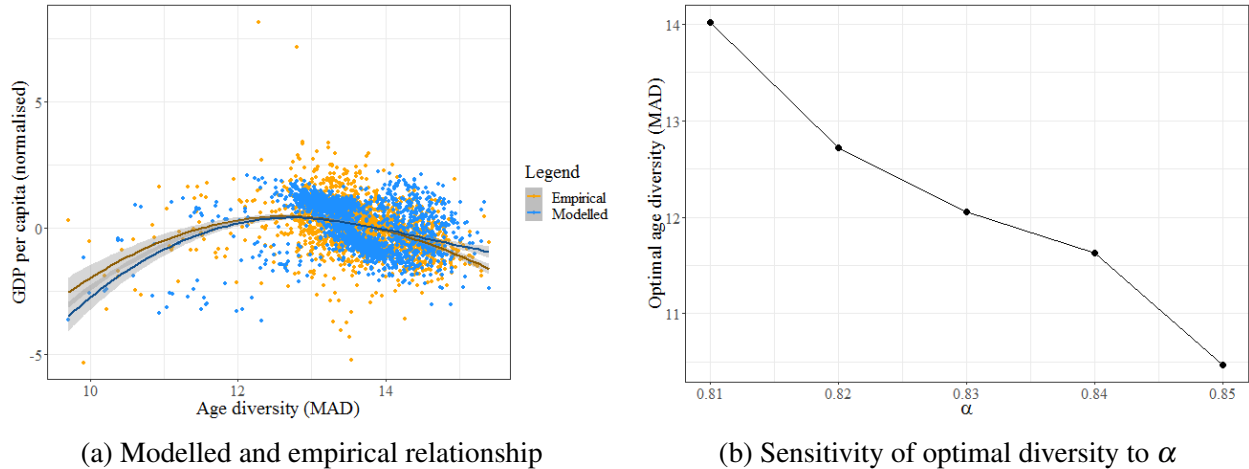 GDP per capita (normalised)
5
0
-5
10
12
14
Age diversity (MAD)
Legend
Empirical
Modelled
(a) Modelled and empirical relationship
Optimal age diversity (MAD)
14
13
12
11
0.81
0.82
0.83
0.84
0.85
α
(b) Sensitivity of optimal diversity to α